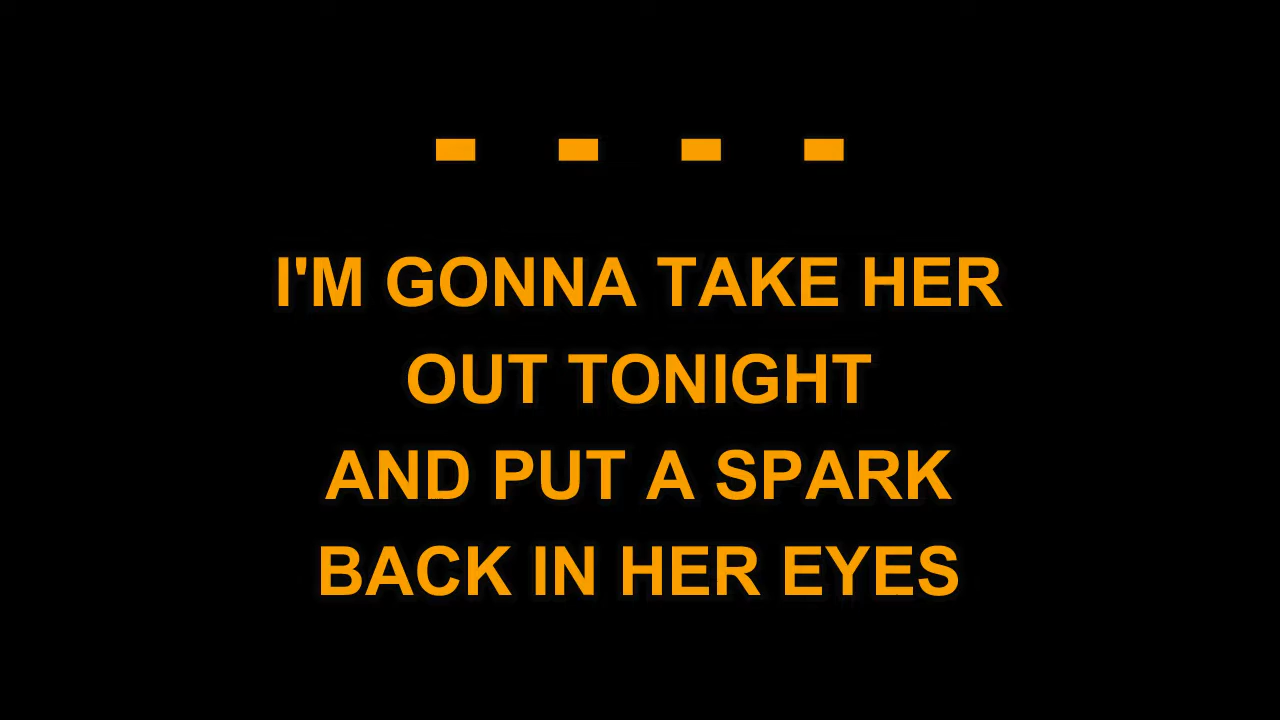 - - - -
I'M GONNA TAKE HER
OUT TONIGHT
AND PUT A SPARK
BACK IN HER EYES